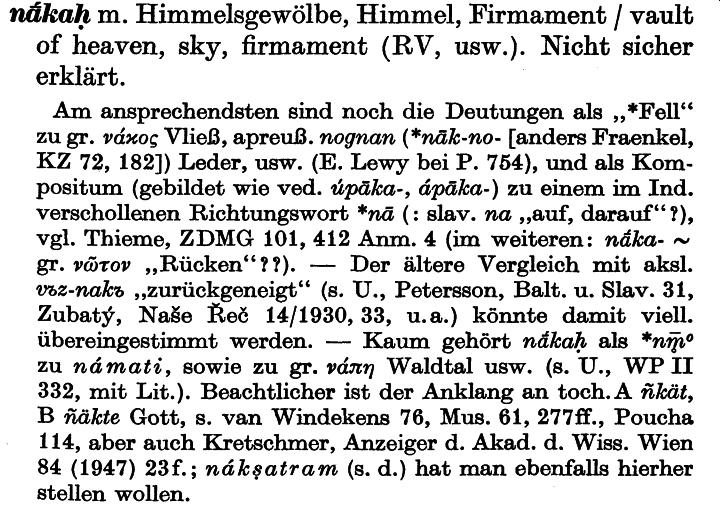 nā́kaḥ m. Himmelsgewölbe, Himmel, Firmament / vault
of heaven, sky, firmament (RV, usw.). Nicht sicher
erklärt.
Am ansprechendsten sind noch die Deutungen als „*Fell“
zu gr. νάκος Vließ, apreuß. nognan (*nāk-no- [anders Fraenkel,
KZ 72, 182]) Leder, usw. (E. Lewy bei P. 754), und als Kom-
positum (gebildet wie ved. úpāka-, ápāka-) zu einem im Ind.
verschollenen Richtungswort *nā (: slav. na „auf, darauf“?),
vgl. Thieme, ZDMG 101, 412 Anm. 4 (im weiteren: nā́ka- ~
gr. νῶτον „Rücken“??). — Der ältere Vergleich mit aksl.
vъz-nakъ „zurückgeneigt“ (s. U., Petersson, Balt. u. Slav. 31,
Zubatý, Naše Řeč 14/1930, 33, u.a.) könnte damit viell.
übereingestimmt werden. — Kaum gehört nā́kaḥ als *nm̥̄°
zu námati, sowie zu gr. νάπη Waldtal usw. (s. U., WP II
332, mit Lit.). Beachtlicher ist der Anklang an toch. A ñkät,
B ñäkte Gott, s. van Windekens 76, Mus. 61, 277ff., Poucha
114, aber auch Kretschmer, Anzeiger d. Akad. d. Wiss. Wien
84 (1947) 23f.; nákṣatram (s. d.) hat man ebenfalls hierher
stellen wollen.